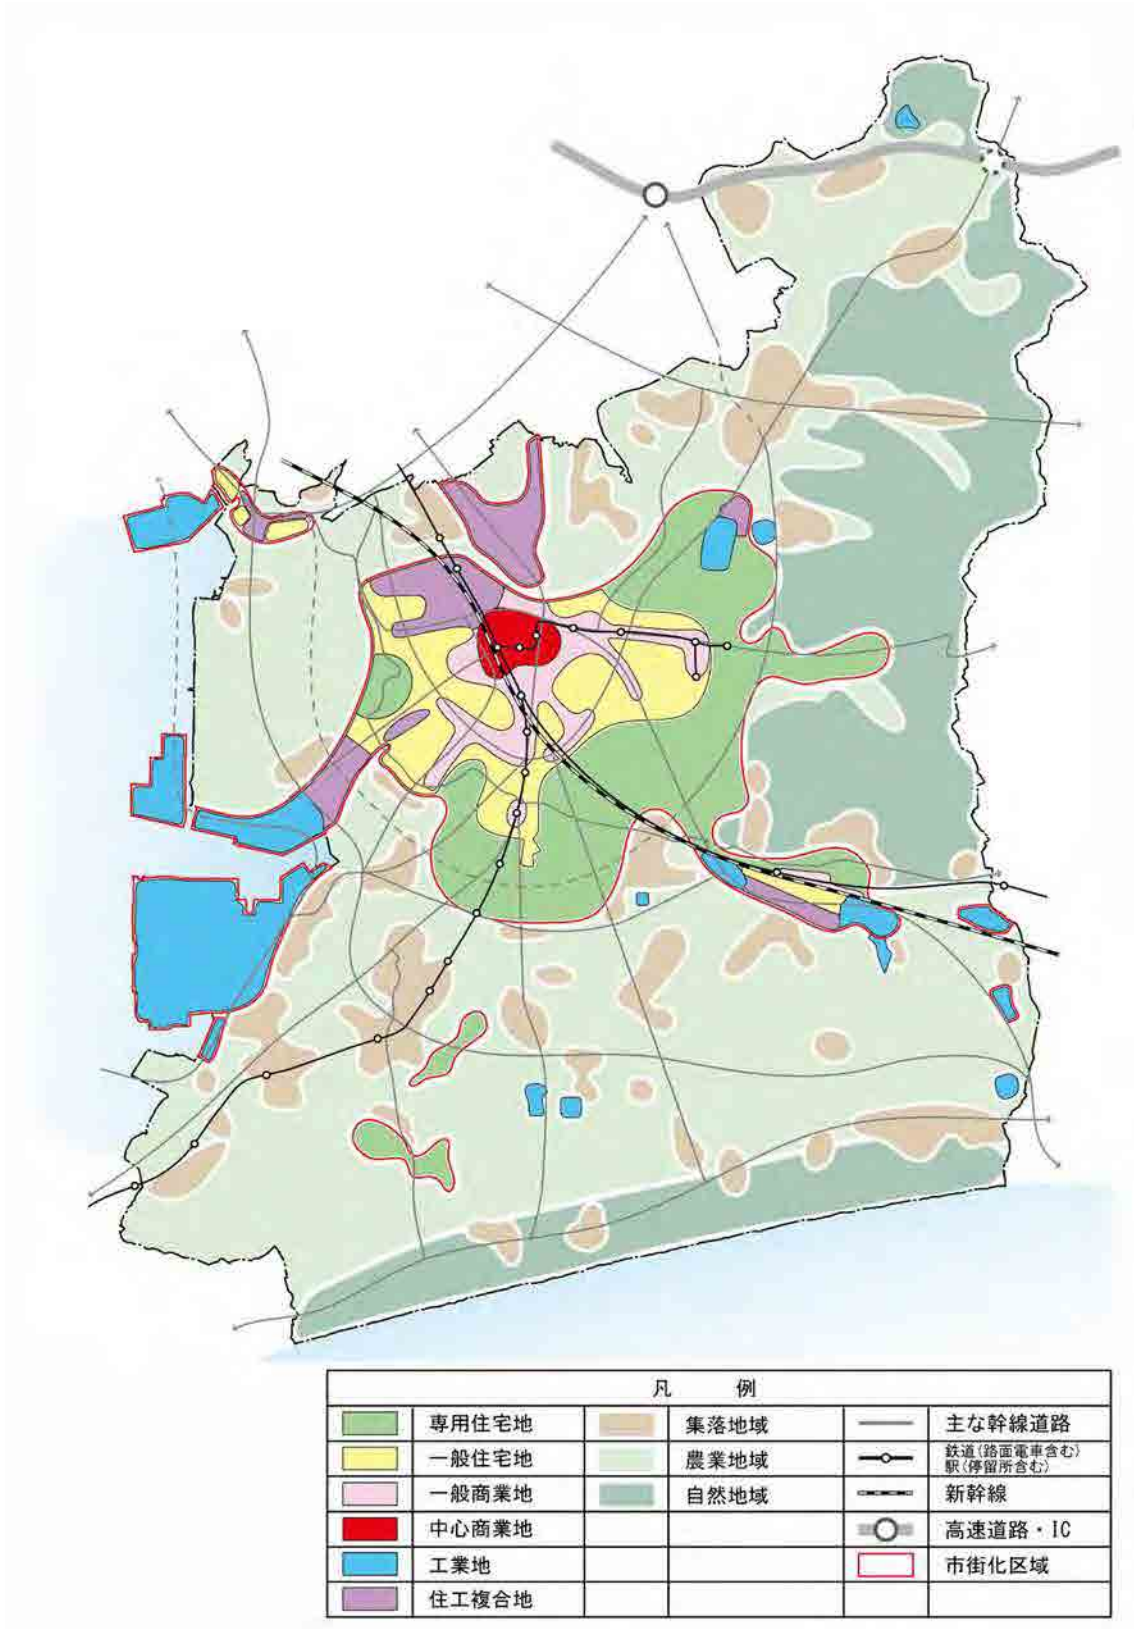 凡 例
専用住宅地
集落地域
主な幹線道路
一般住宅地
農業地域
鉄道(路面電車含む)
駅(停留所含む)
一般商業地
自然地域
新幹線
中心商業地
高速道路・IC
工業地
市街化区域
住工複合地